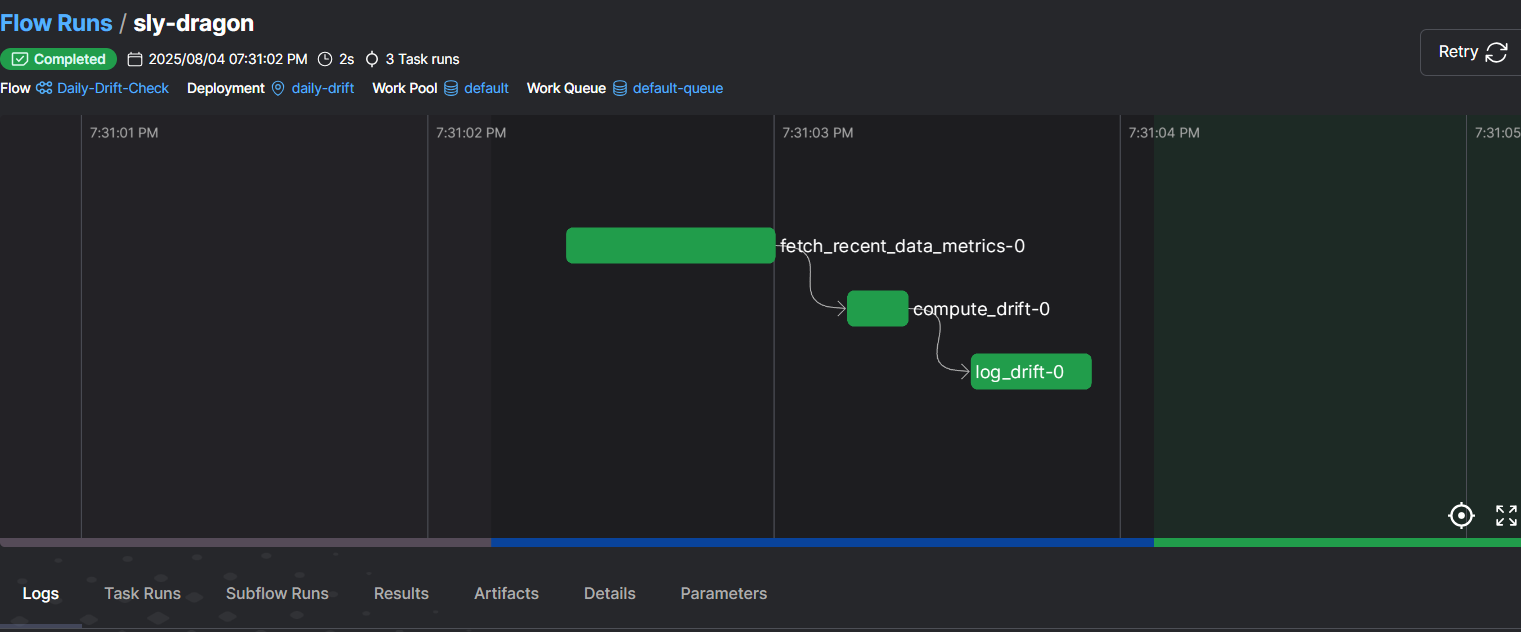 Flow Runs / sly-dragon
Completed 2025/08/04 07:31:02 PM 2s 3 Task runs
Retry
Flow Daily-Drift-Check Deployment daily-drift Work Pool default Work Queue default-queue
7:31:01 PM 7:31:02 PM 7:31:03 PM 7:31:04 PM 7:31:05
fetch_recent_data_metrics-0
compute_drift-0
log_drift-0
Logs Task Runs Subflow Runs Results Artifacts Details Parameters